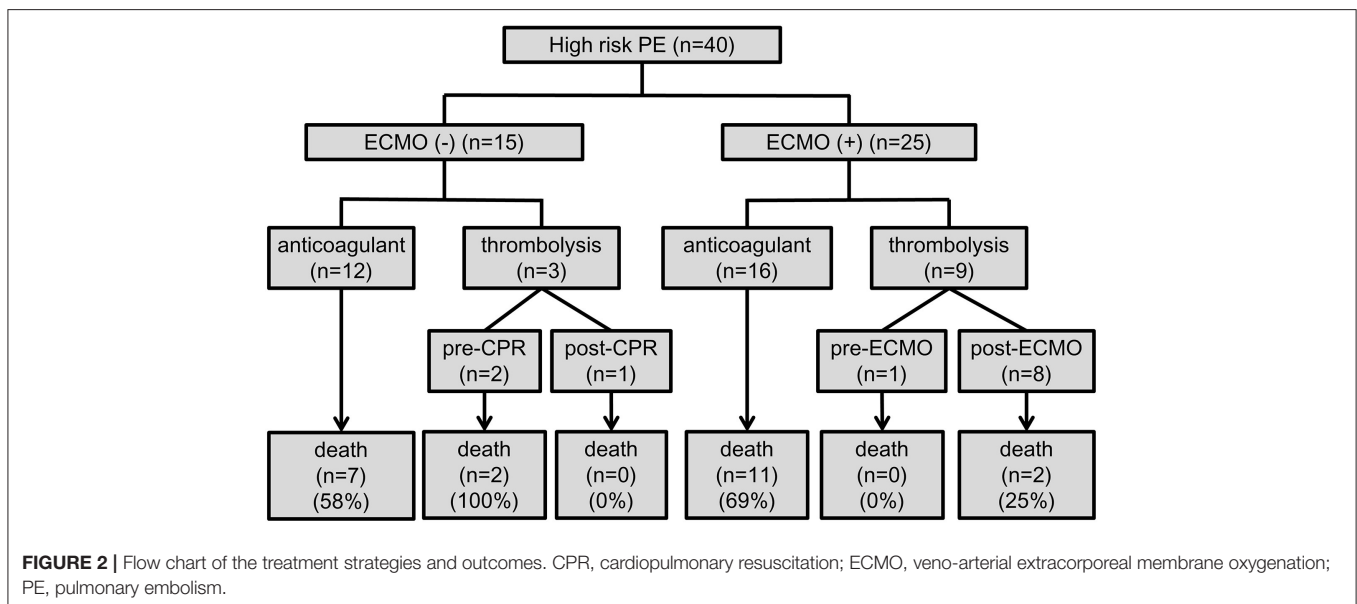 High risk PE (n=40)
ECMO (-) (n=15)
ECMO (+) (n=25)
anticoagulant
(n=12)
thrombolysis
(n=3)
anticoagulant
(n=16)
thrombolysis
(n=9)
pre-CPR
(n=2)
post-CPR
(n=1)
pre-ECMO
(n=1)
post-ECMO
(n=8)
death
(n=7)
(58%)
death
(n=2)
(100%)
death
(n=0)
(0%)
death
(n=11)
(69%)
death
(n=0)
(0%)
death
(n=2)
(25%)
FIGURE 2 | Flow chart of the treatment strategies and outcomes. CPR, cardiopulmonary resuscitation; ECMO, veno-arterial extracorporeal membrane oxygenation;
PE, pulmonary embolism.